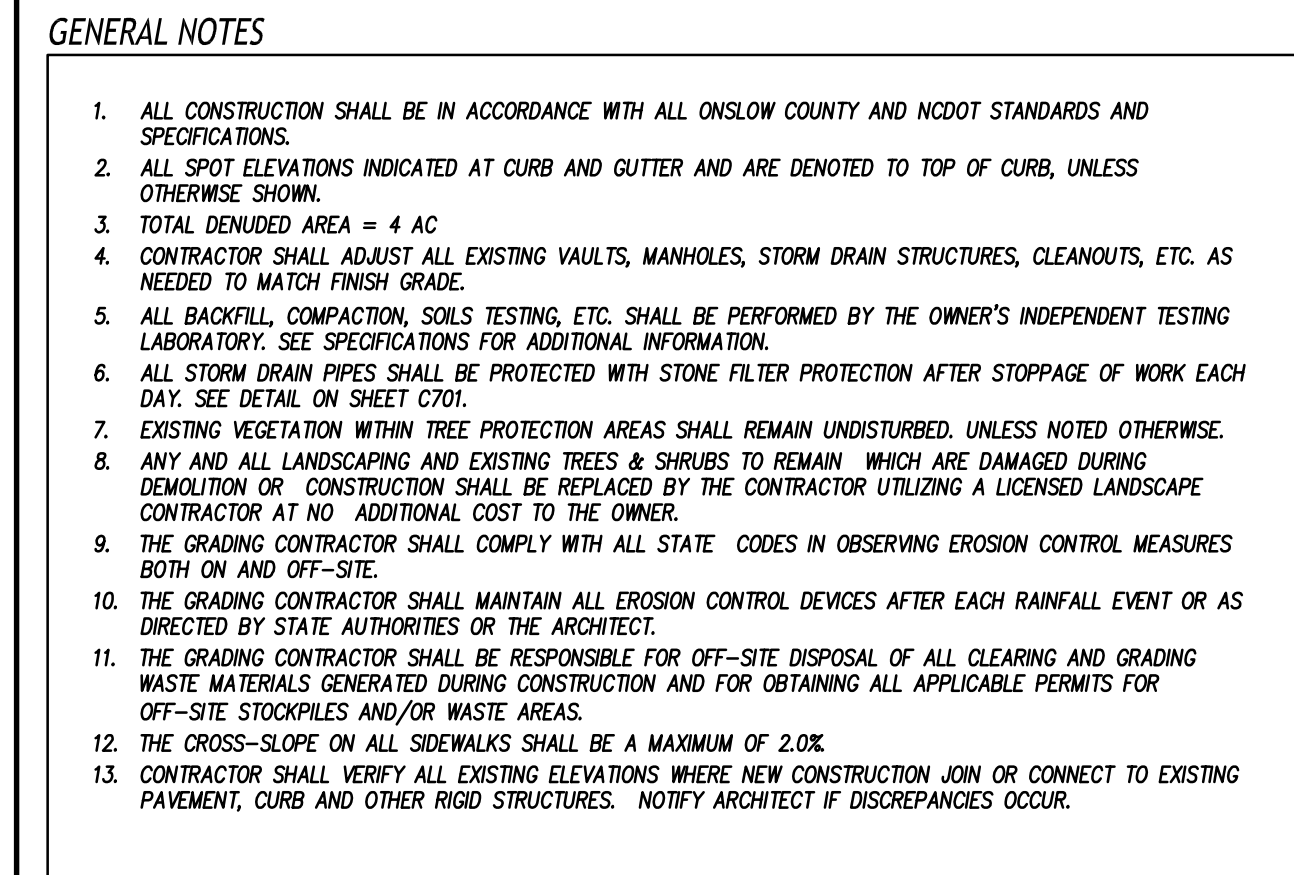 GENERAL NOTES
1. ALL CONSTRUCTION SHALL BE IN ACCORDANCE WITH ALL ONSLOW COUNTY AND NCDOT STANDARDS AND
SPECIFICATIONS.
2. ALL SPOT ELEVATIONS INDICATED AT CURB AND GUTTER AND ARE DENOTED TO TOP OF CURB, UNLESS
OTHERWISE SHOWN.
3. TOTAL DENUDED AREA = 4 AC
4. CONTRACTOR SHALL ADJUST ALL EXISTING VAULTS, MANHOLES, STORM DRAIN STRUCTURES, CLEANOUTS, ETC. AS
NEEDED TO MATCH FINISH GRADE.
5. ALL BACKFILL, COMPACTION, SOILS TESTING, ETC. SHALL BE PERFORMED BY THE OWNER'S INDEPENDENT TESTING
LABORATORY. SEE SPECIFICATIONS FOR ADDITIONAL INFORMATION.
6. ALL STORM DRAIN PIPES SHALL BE PROTECTED WITH STONE FILTER PROTECTION AFTER STOPPAGE OF WORK EACH
DAY. SEE DETAIL ON SHEET C701.
7. EXISTING VEGETATION WITHIN TREE PROTECTION AREAS SHALL REMAIN UNDISTURBED. UNLESS NOTED OTHERWISE.
8. ANY AND ALL LANDSCAPING AND EXISTING TREES & SHRUBS TO REMAIN WHICH ARE DAMAGED DURING
DEMOLITION OR CONSTRUCTION SHALL BE REPLACED BY THE CONTRACTOR UTILIZING A LICENSED LANDSCAPE
CONTRACTOR AT NO ADDITIONAL COST TO THE OWNER.
9. THE GRADING CONTRACTOR SHALL COMPLY WITH ALL STATE CODES IN OBSERVING EROSION CONTROL MEASURES
BOTH ON AND OFF-SITE.
10. THE GRADING CONTRACTOR SHALL MAINTAIN ALL EROSION CONTROL DEVICES AFTER EACH RAINFALL EVENT OR AS
DIRECTED BY STATE AUTHORITIES OR THE ARCHITECT.
11. THE GRADING CONTRACTOR SHALL BE RESPONSIBLE FOR OFF-SITE DISPOSAL OF ALL CLEARING AND GRADING
WASTE MATERIALS GENERATED DURING CONSTRUCTION AND FOR OBTAINING ALL APPLICABLE PERMITS FOR
OFF-SITE STOCKPILES AND/OR WASTE AREAS.
12. THE CROSS-SLOPE ON ALL SIDEWALKS SHALL BE A MAXIMUM OF 2.0%.
13. CONTRACTOR SHALL VERIFY ALL EXISTING ELEVATIONS WHERE NEW CONSTRUCTION JOIN OR CONNECT TO EXISTING
PAVEMENT, CURB AND OTHER RIGID STRUCTURES. NOTIFY ARCHITECT IF DISCREPANCIES OCCUR.